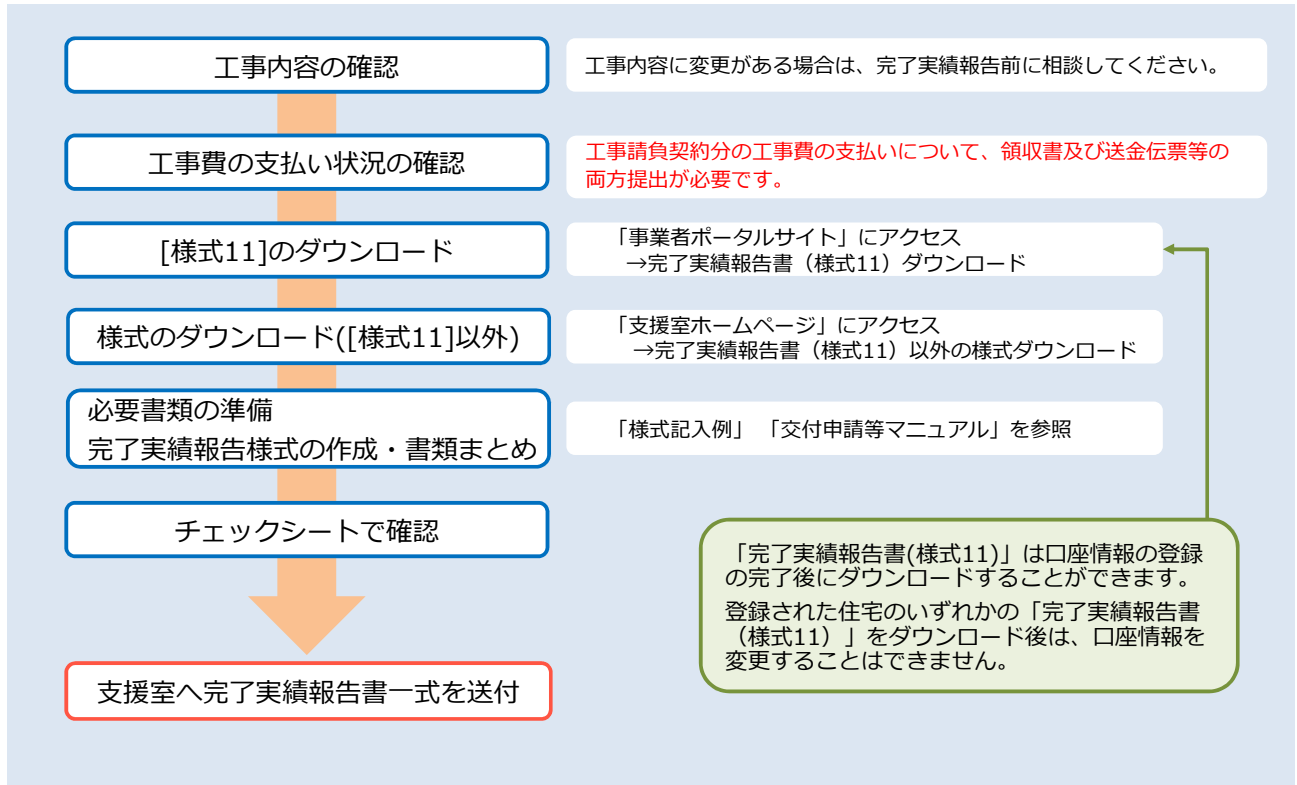 工事内容の確認
工事内容に変更がある場合は、完了実績報告前に相談してください。
工事費の支払い状況の確認
工事請負契約分の工事費の支払いについて、領収書及び送金伝票等の
両方提出が必要です。
[様式11]のダウンロード
「事業者ポータルサイト」にアクセス
→完了実績報告書（様式11）ダウンロード
様式のダウンロード([様式11]以外)
「支援室ホームページ」にアクセス
→完了実績報告書（様式11）以外の様式ダウンロード
必要書類の準備
完了実績報告様式の作成・書類まとめ
「様式記入例」 「交付申請等マニュアル」を参照
チェックシートで確認
「完了実績報告書(様式11)」は口座情報の登録
の完了後にダウンロードすることができます。
登録された住宅のいずれかの「完了実績報告書
（様式11）」をダウンロード後は、口座情報を
変更することはできません。
支援室へ完了実績報告書一式を送付